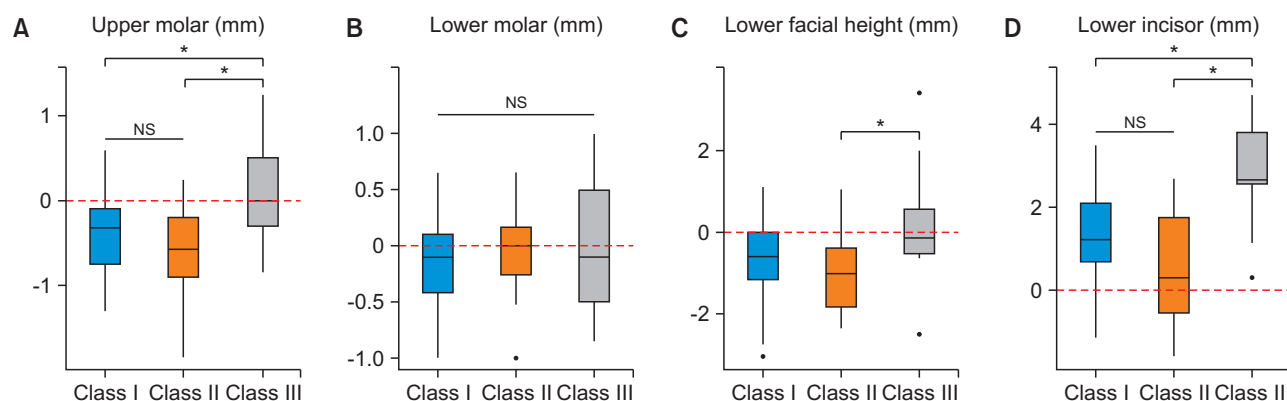 A
Upper molar (mm)
*
*
NS
1
0
-1
Class I Class II Class III
B
Lower molar (mm)
NS
1.0
0.5
0
-0.5
-1.0
Class I Class II Class III
C
Lower facial height (mm)
*
2
0
-2
Class I Class II Class III
D
Lower incisor (mm)
*
*
NS
4
2
0
Class I Class II Class II